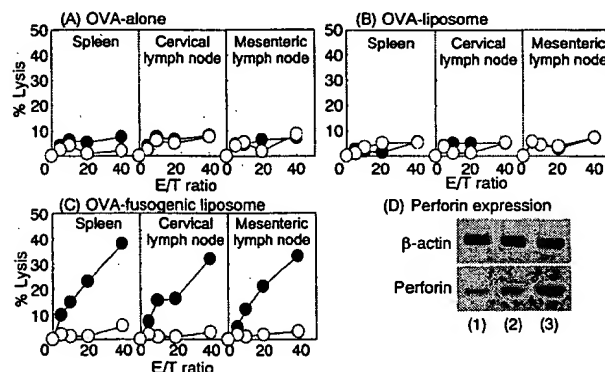 (A) OVA-alone
(B) OVA-liposome
Spleen
Cervical lymph node
Mesenteric lymph node
Spleen
Cervical lymph node
Mesenteric lymph node
% Lysis
50
40
30
20
10
50
40
30
20
10
0 20 40 0 20 40 0 20 40
0 20 40 0 20 40 0 20 40
E/T ratio
E/T ratio
(C) OVA-fusogenic liposome
(D) Perforin expression
Spleen
Cervical lymph node
Mesenteric lymph node
% Lysis
50
40
30
20
10
0
0 20 40 0 20 40 0 20 40
E/T ratio
β-actin
Perforin
(1) (2) (3)